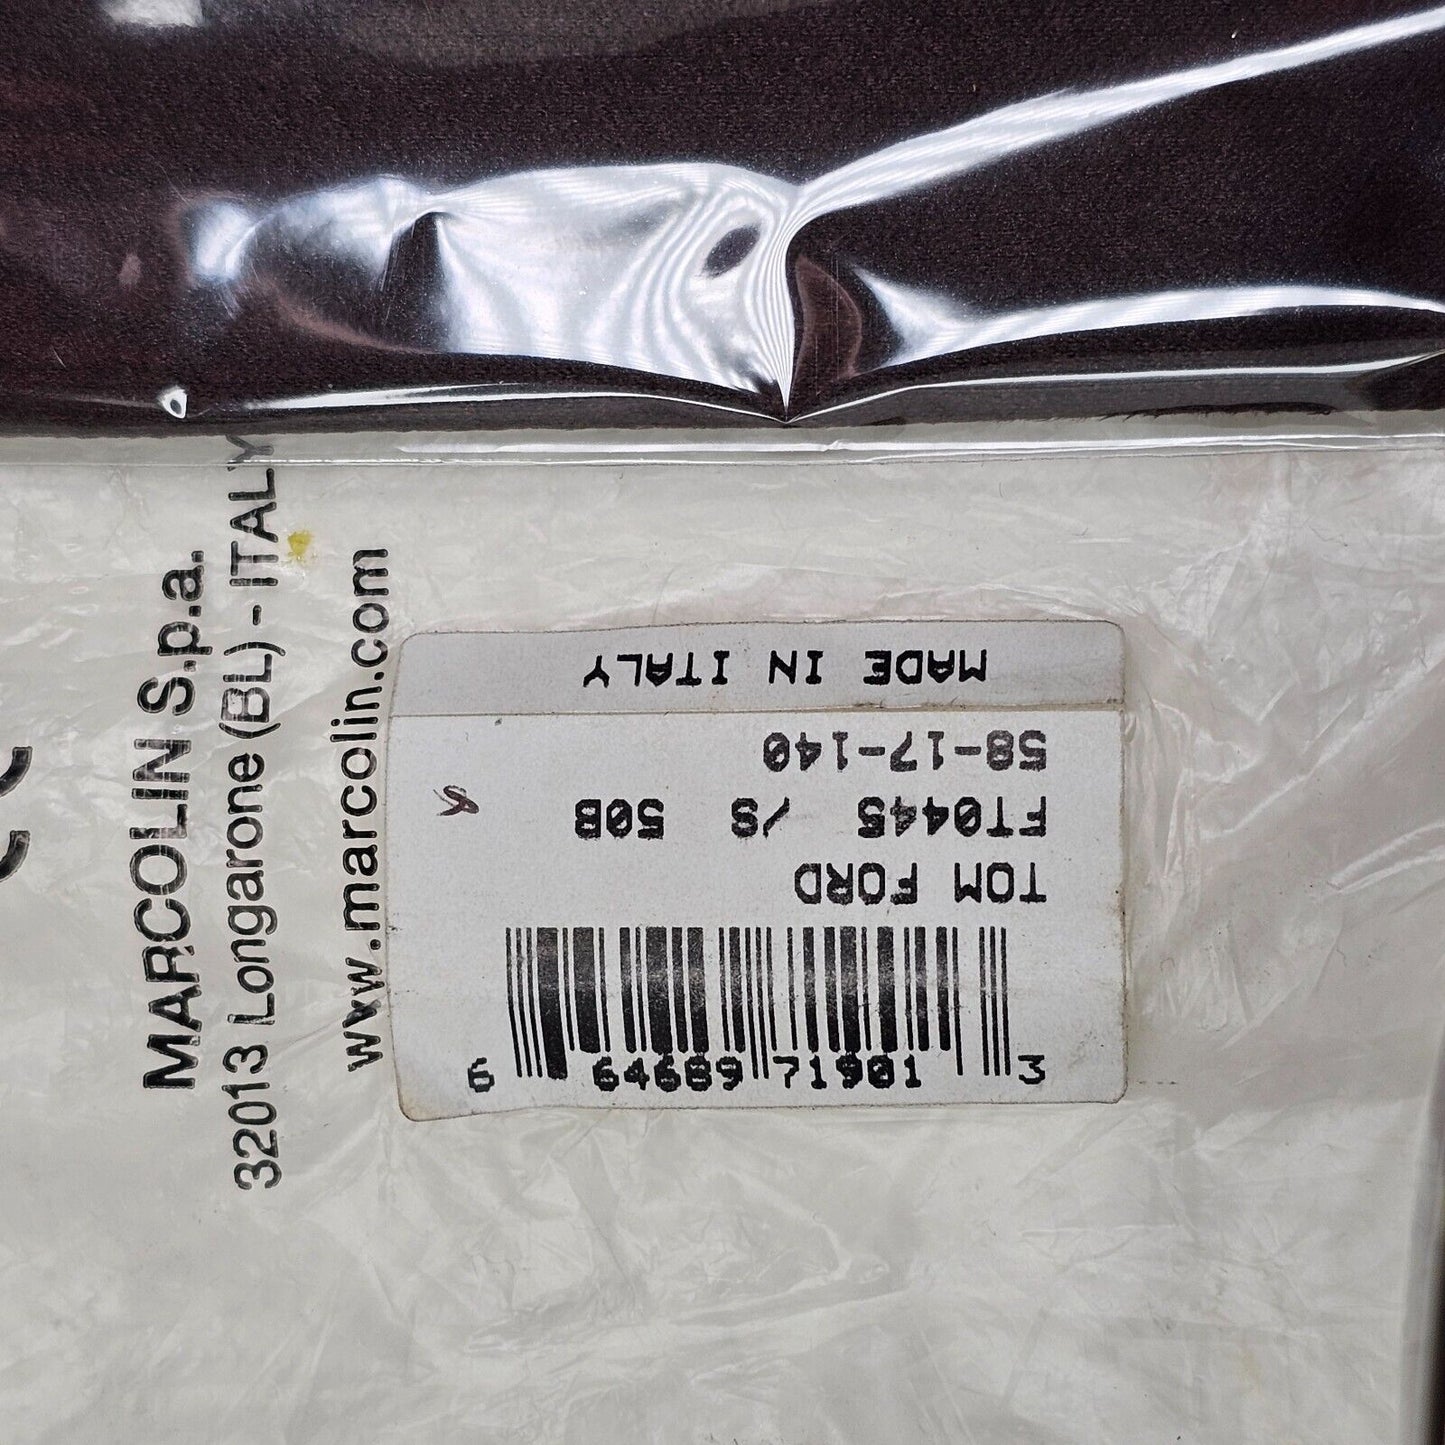 MARCOLIN S.p.a.
32013 Longarone (BL) - ITALY
www.marcolin.com
MADE IN ITALY
58-17-140
FT0445 /S 50B
TOM FORD
6 64689 71901 3